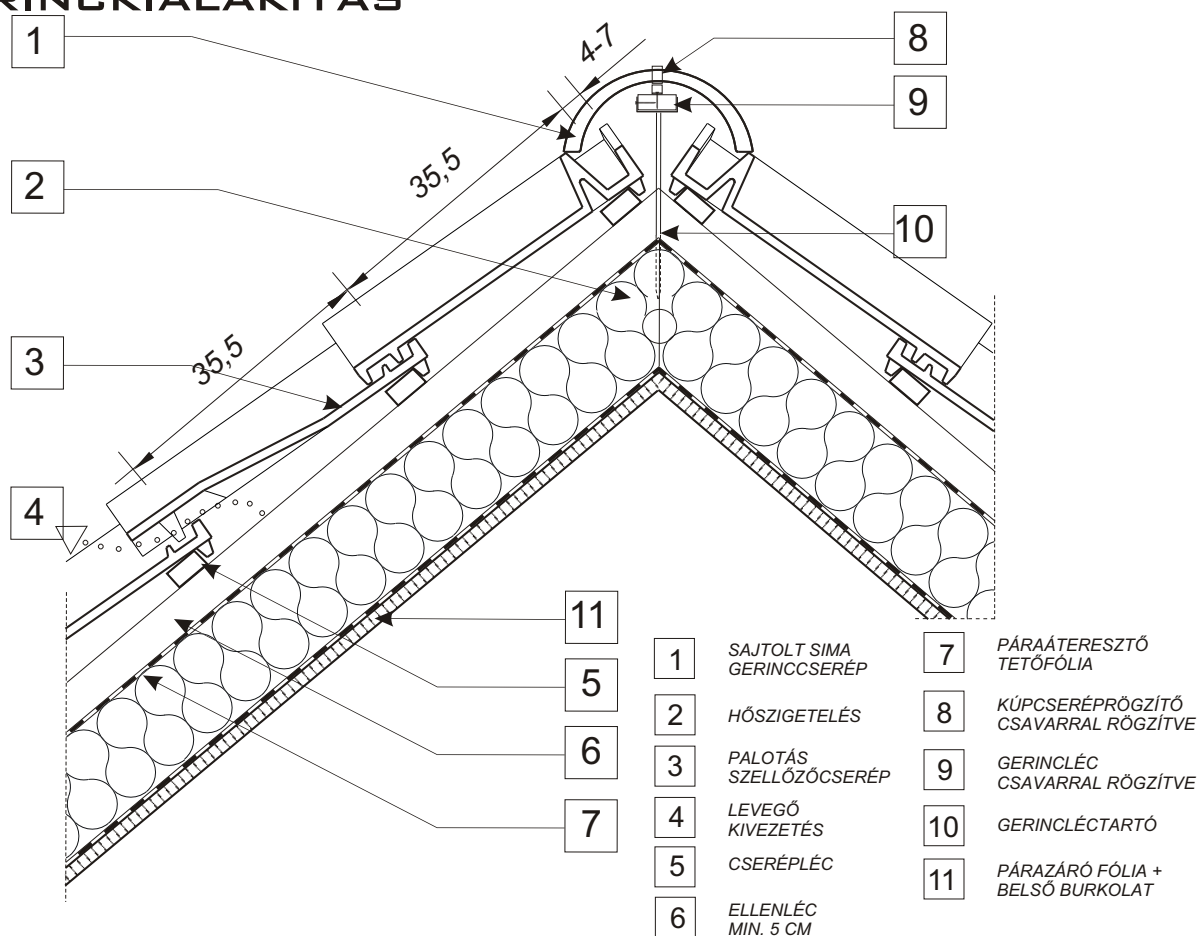 RINCKIALAKÍTÁS
1
4-7
8
9
35,5
2
10
3
35,5
4
11
5
6
7
1 SAJTOLT SIMA
GERINCCSERÉP
2 HŐSZIGETELÉS
3 PALOTÁS
SZELLŐZŐCSERÉP
4 LEVEGŐ
KIVEZETÉS
5 CSERÉPLÉC
6 ELLENLÉC
MIN. 5 CM
7 PÁRAÁTERESZTŐ
TETŐFÓLIA
8 KÚPCSERÉPRÖGZÍTŐ
CSAVARRAL RÖGZÍTVE
9 GERINCLÉC
CSAVARRAL RÖGZÍTVE
10 GERINCLÉCTARTÓ
11 PÁRAZÁRÓ FÓLIA +
BELSŐ BURKOLAT